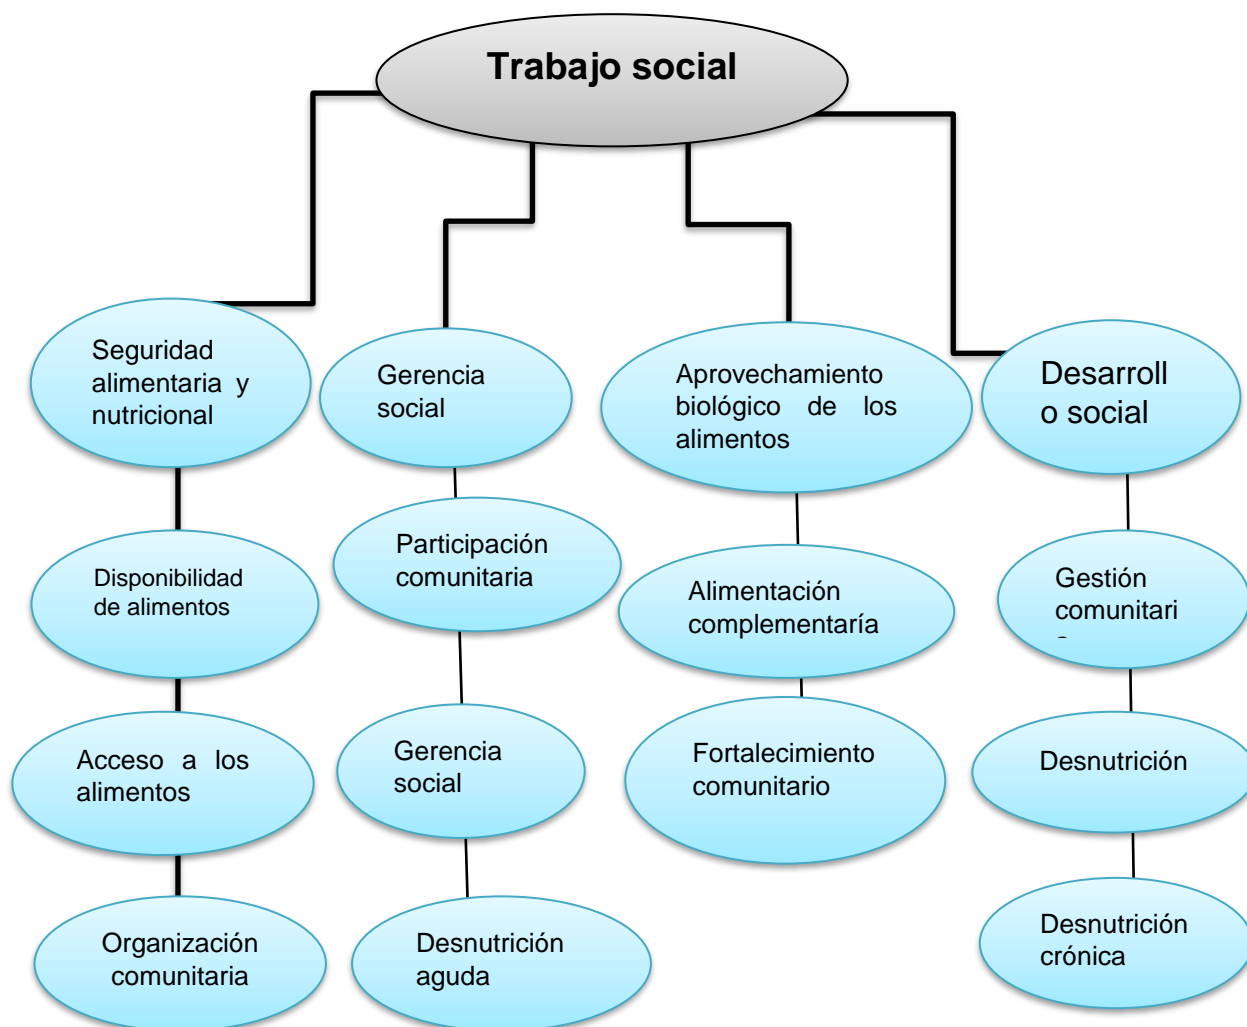 Trabajo social
Seguridad
alimentaria y
nutricional
Disponibilidad
de alimentos
Acceso a los
alimentos
Organización
comunitaria
Gerencia
social
Participación
comunitaria
Gerencia
social
Desnutrición
aguda
Aprovechamiento
biológico de los
alimentos
Alimentación
complementaría
Fortalecimiento
comunitario
Desarroll
o social
Gestión
comunitari
Desnutrición
Desnutrición
crónica